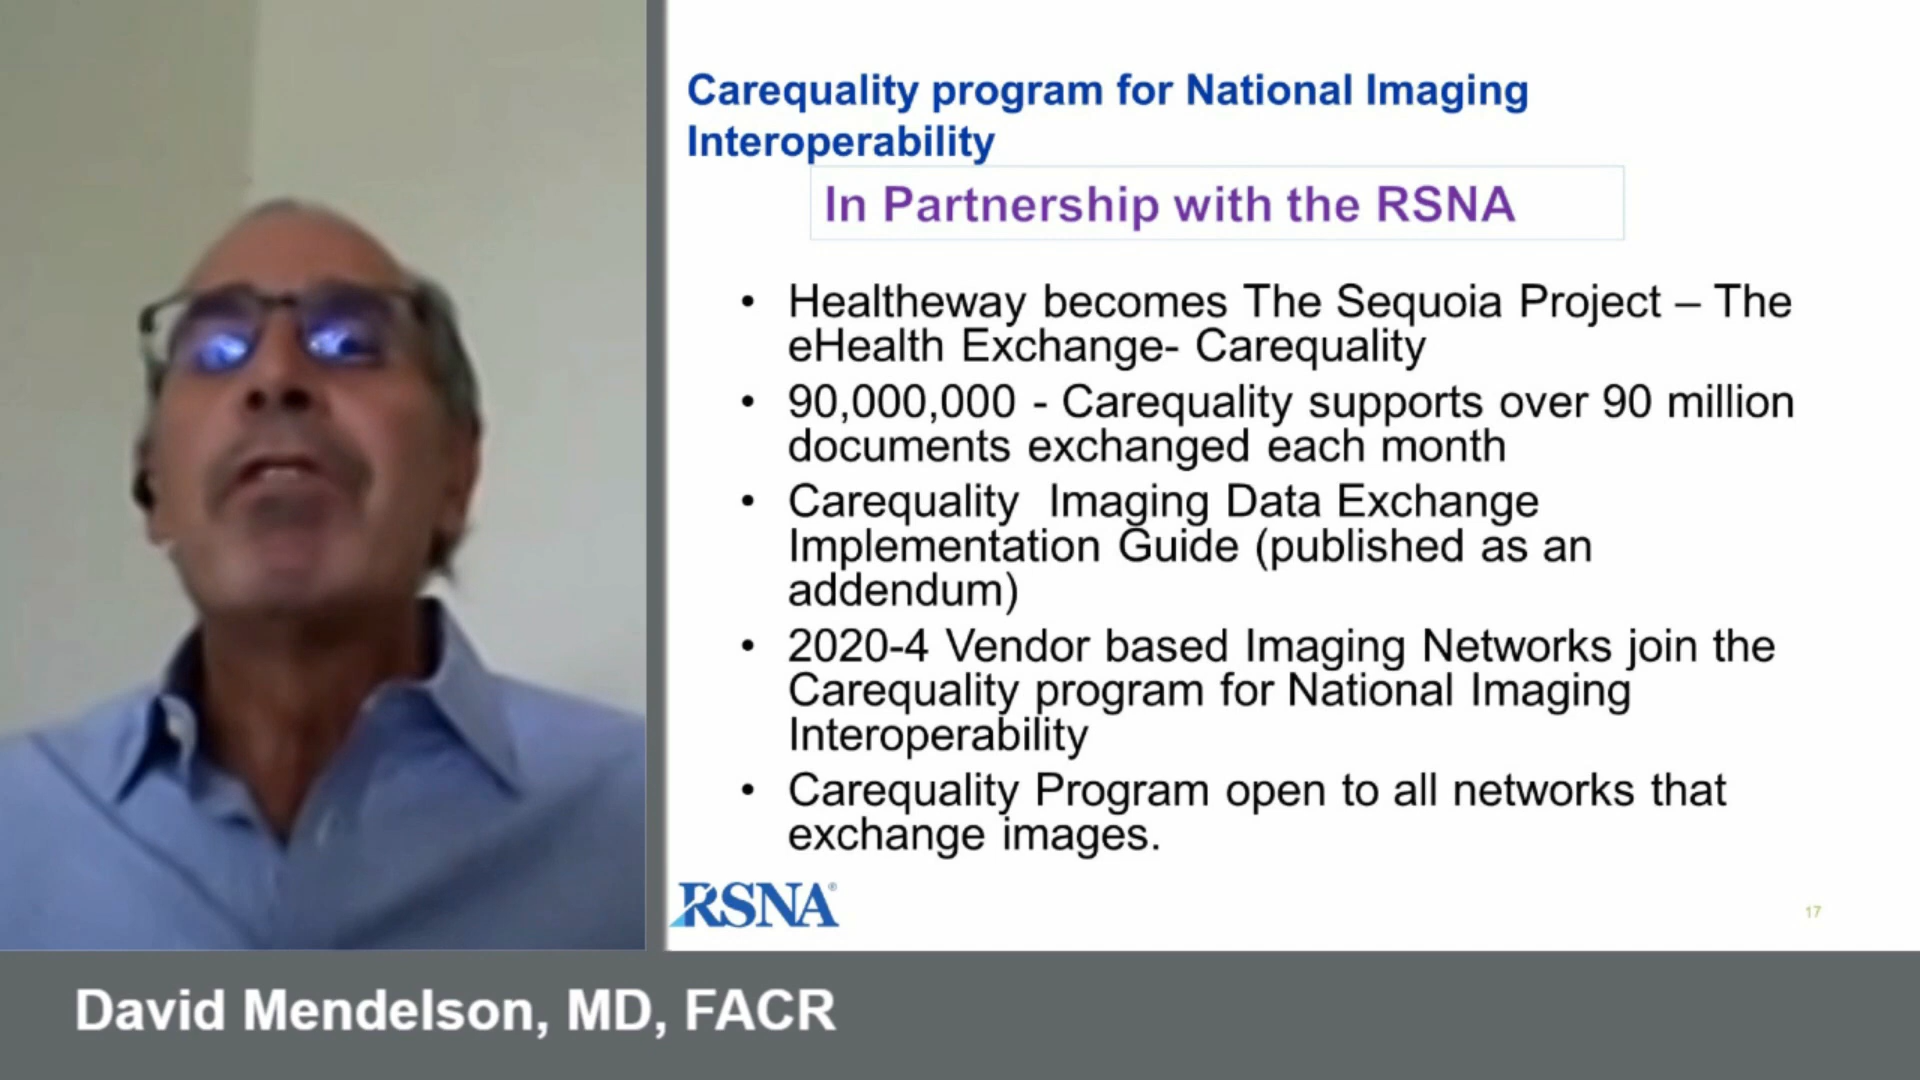 Carequality program for National Imaging
Interoperability
In Partnership with the RSNA
• Healtheway becomes The Sequoia Project – The
eHealth Exchange- Carequality
• 90,000,000 - Carequality supports over 90 million
documents exchanged each month
• Carequality Imaging Data Exchange
Implementation Guide (published as an
addendum)
• 2020-4 Vendor based Imaging Networks join the
Carequality program for National Imaging
Interoperability
• Carequality Program open to all networks that
exchange images.
RSNA®
17
David Mendelson, MD, FACR